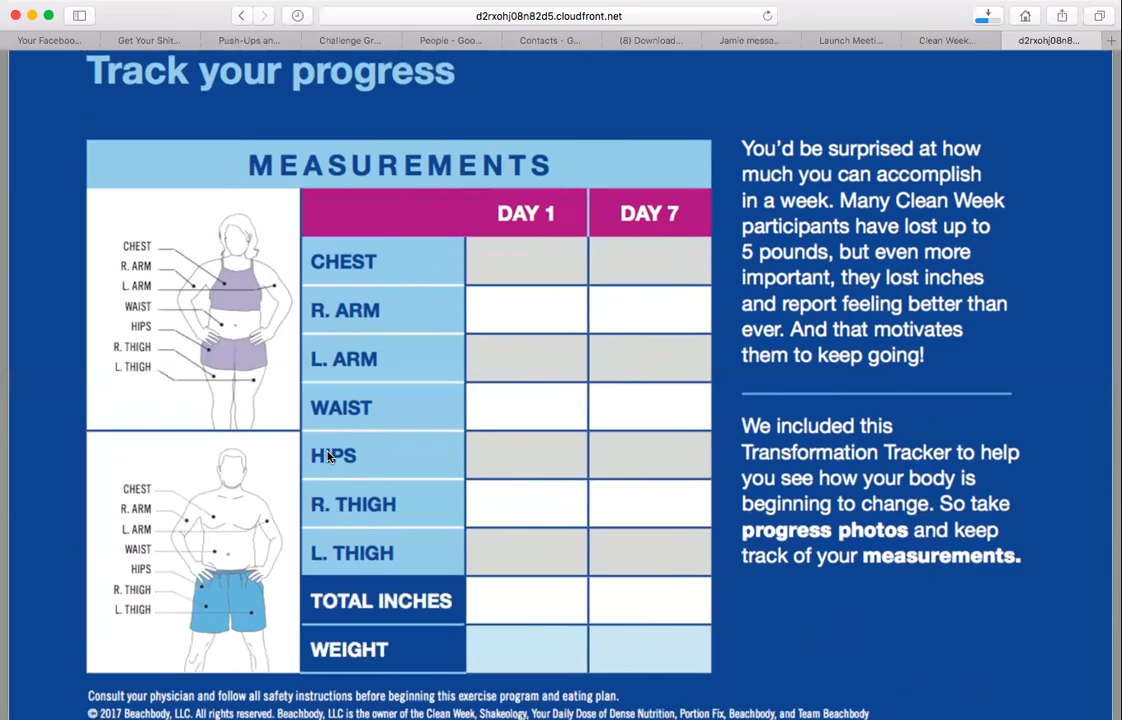 d2rxohj08n82d5.cloudfront.net
Your Faceboo...
Get Your Shit...
Push-Ups an...
Challenge Gr...
People - Goo...
Contacts - G...
(8) Download...
Jamie messa...
Launch Meeti...
Clean Week...
d2rxohj08n8...
Track your progress
MEASUREMENTS
DAY 1 DAY 7
CHEST
R. ARM
L. ARM
WAIST
HIPS
R. THIGH
L. THIGH
CHEST
R. ARM
L. ARM
WAIST
HIPS
R. THIGH
L. THIGH
CHEST
R. ARM
L. ARM
WAIST
HIPS
R. THIGH
L. THIGH
TOTAL INCHES
WEIGHT
You'd be surprised at how
much you can accomplish
in a week. Many Clean Week
participants have lost up to
5 pounds, but even more
important, they lost inches
and report feeling better than
ever. And that motivates
them to keep going!
We included this
Transformation Tracker to help
you see how your body is
beginning to change. So take
progress photos and keep
track of your measurements.
Consult your physician and follow all safety instructions before beginning this exercise program and eating plan.
© 2017 Beachbody, LLC. All rights reserved. Beachbody, LLC is the owner of the Clean Week, Shakeology, Your Daily Dose of Dense Nutrition, Portion Fix, Beachbody, and Team Beachbody